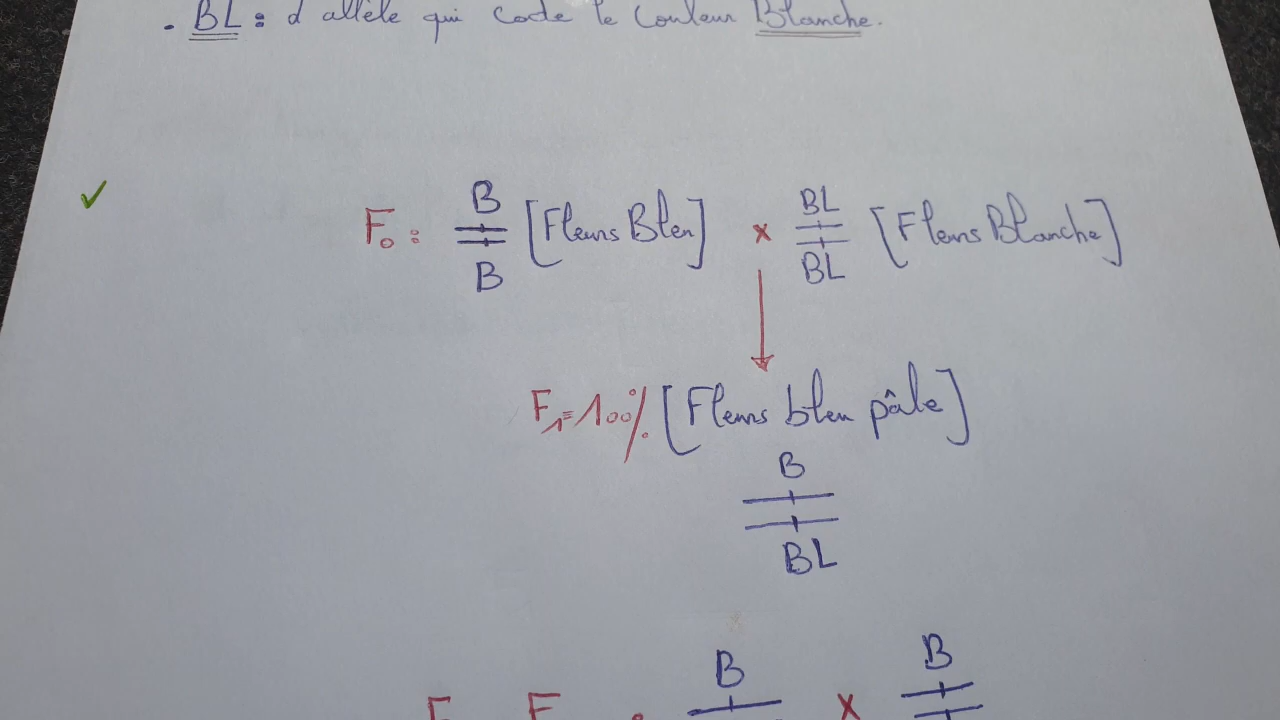 . BL : d allèle qui code le couleur Blanche.
B BL
F₀ : [Fleurs Bleu] x [Fleurs Blanche]
B BL
F₁=100% [Fleurs bleu pâle]
B
BL
B B
F F : x